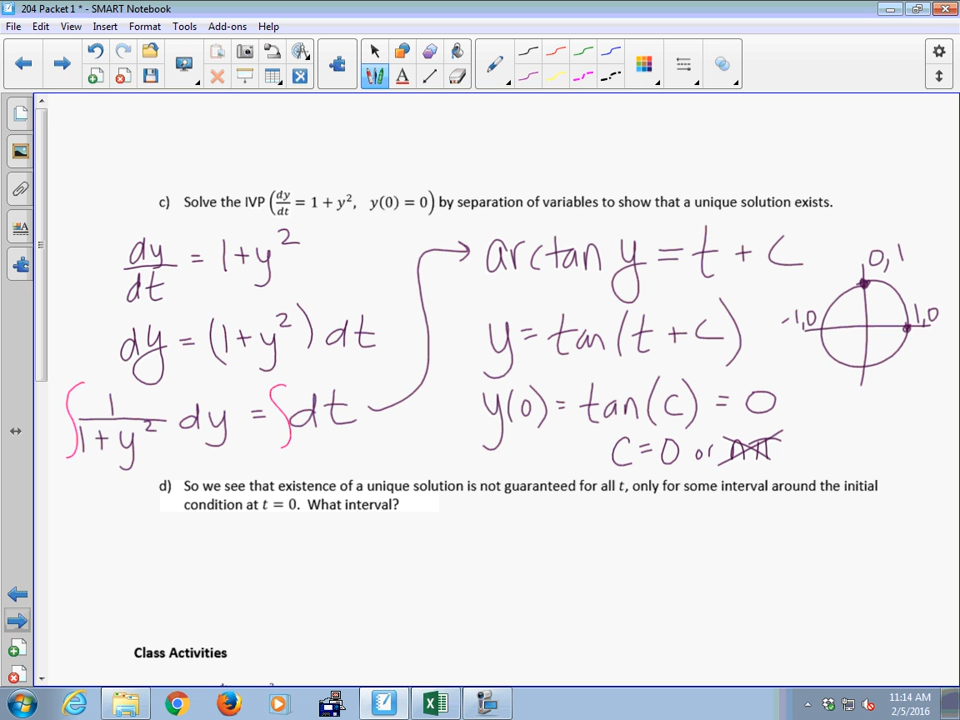 204 Packet 1 * - SMART Notebook
File Edit View Insert Format Tools Add-ons Help
c) Solve the IVP (dy/dt = 1 + y², y(0) = 0) by separation of variables to show that a unique solution exists.
dy/dt = 1+y²
dy = (1+y²) dt
∫ 1/(1+y²) dy = ∫ dt
arctan y = t + C
y = tan(t + C)
y(0) = tan(C) = 0
C = 0 or nπ
0,1
-1,0
1,0
d) So we see that existence of a unique solution is not guaranteed for all t, only for some interval around the initial
condition at t = 0. What interval?
Class Activities
11:14 AM
2/5/2016